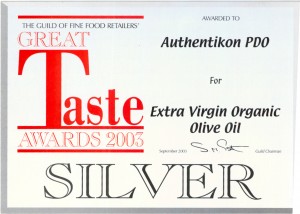 THE GUILD OF FINE FOOD RETAILERS'
GREAT
Taste
AWARDS 2003
AWARDED TO
Authentikon PDO
For
Extra Virgin Organic
Olive Oil
September 2003
Guild Chairman
SILVER